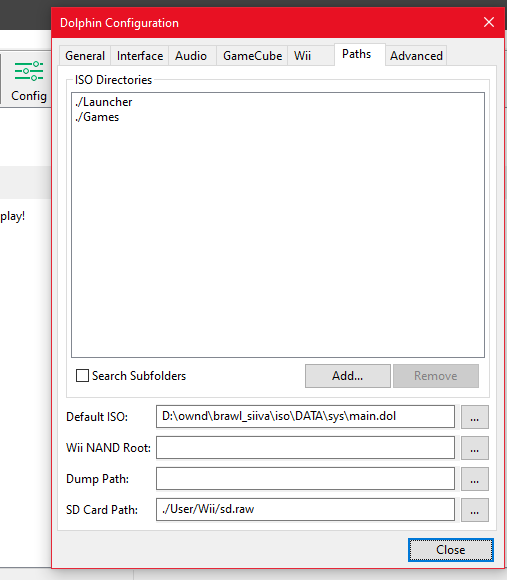 Dolphin Configuration
General Interface Audio GameCube Wii Paths Advanced
Config
ISO Directories
./Launcher
./Games
play!
Search Subfolders Add... Remove
Default ISO: D:\ownd\brawl_siiva\iso\DATA\sys\main.dol ...
Wii NAND Root: ...
Dump Path: ...
SD Card Path: ./User/Wii/sd.raw ...
Close